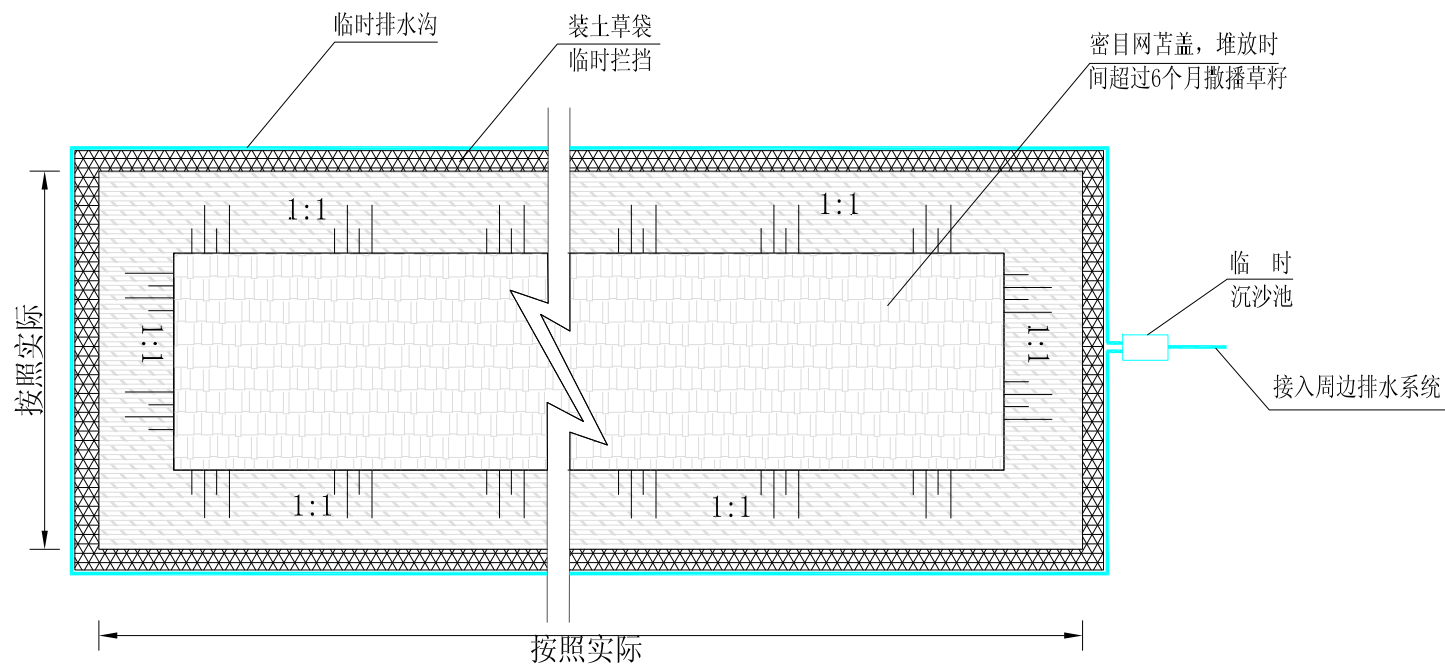 临时排水沟
装土草袋
临时拦挡
密目网苫盖，堆放时
间超过6个月撒播草籽
1:1
1:1
临 时
沉沙池
按照实际
1:1
1:1
接入周边排水系统
1:1
1:1
按照实际